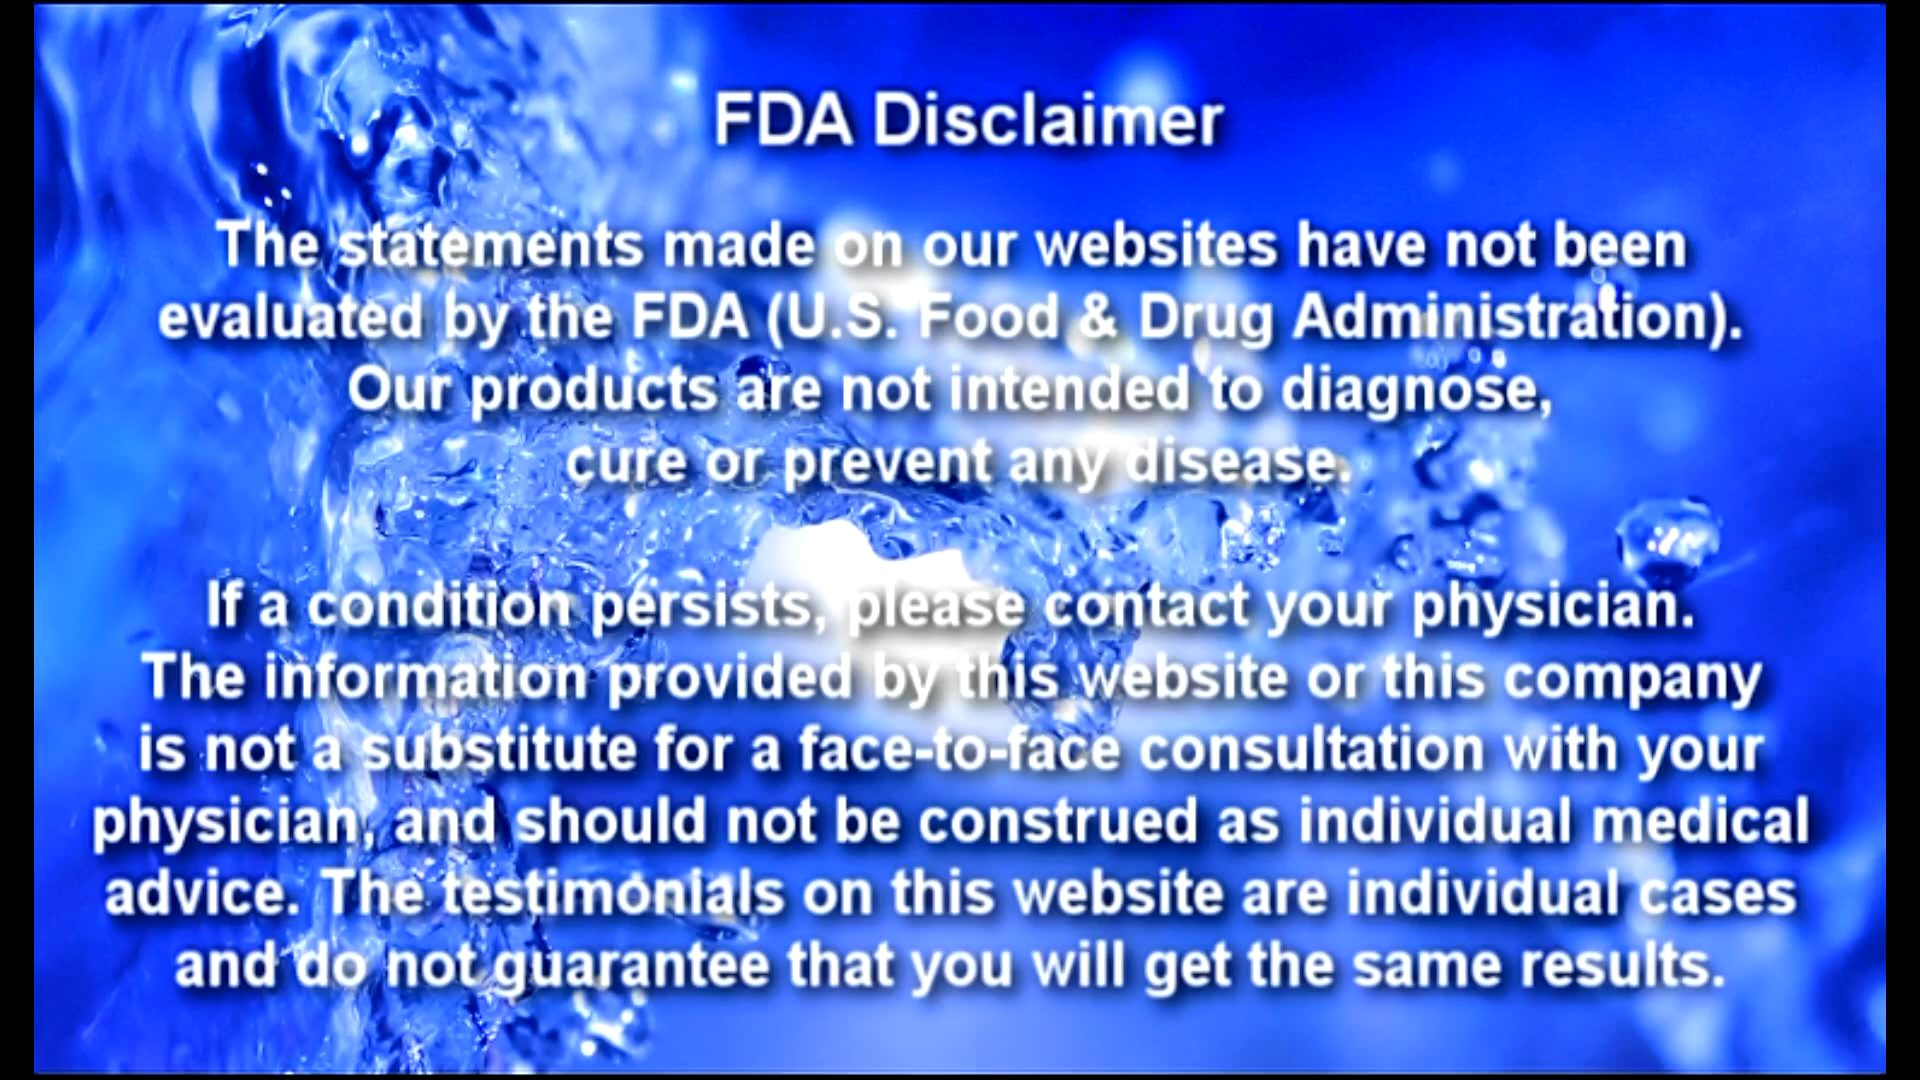 FDA Disclaimer
The statements made on our websites have not been
evaluated by the FDA (U.S. Food & Drug Administration).
Our products are not intended to diagnose,
cure or prevent any disease.
If a condition persists, please contact your physician.
The information provided by this website or this company
is not a substitute for a face-to-face consultation with your
physician, and should not be construed as individual medical
advice. The testimonials on this website are individual cases
and do not guarantee that you will get the same results.